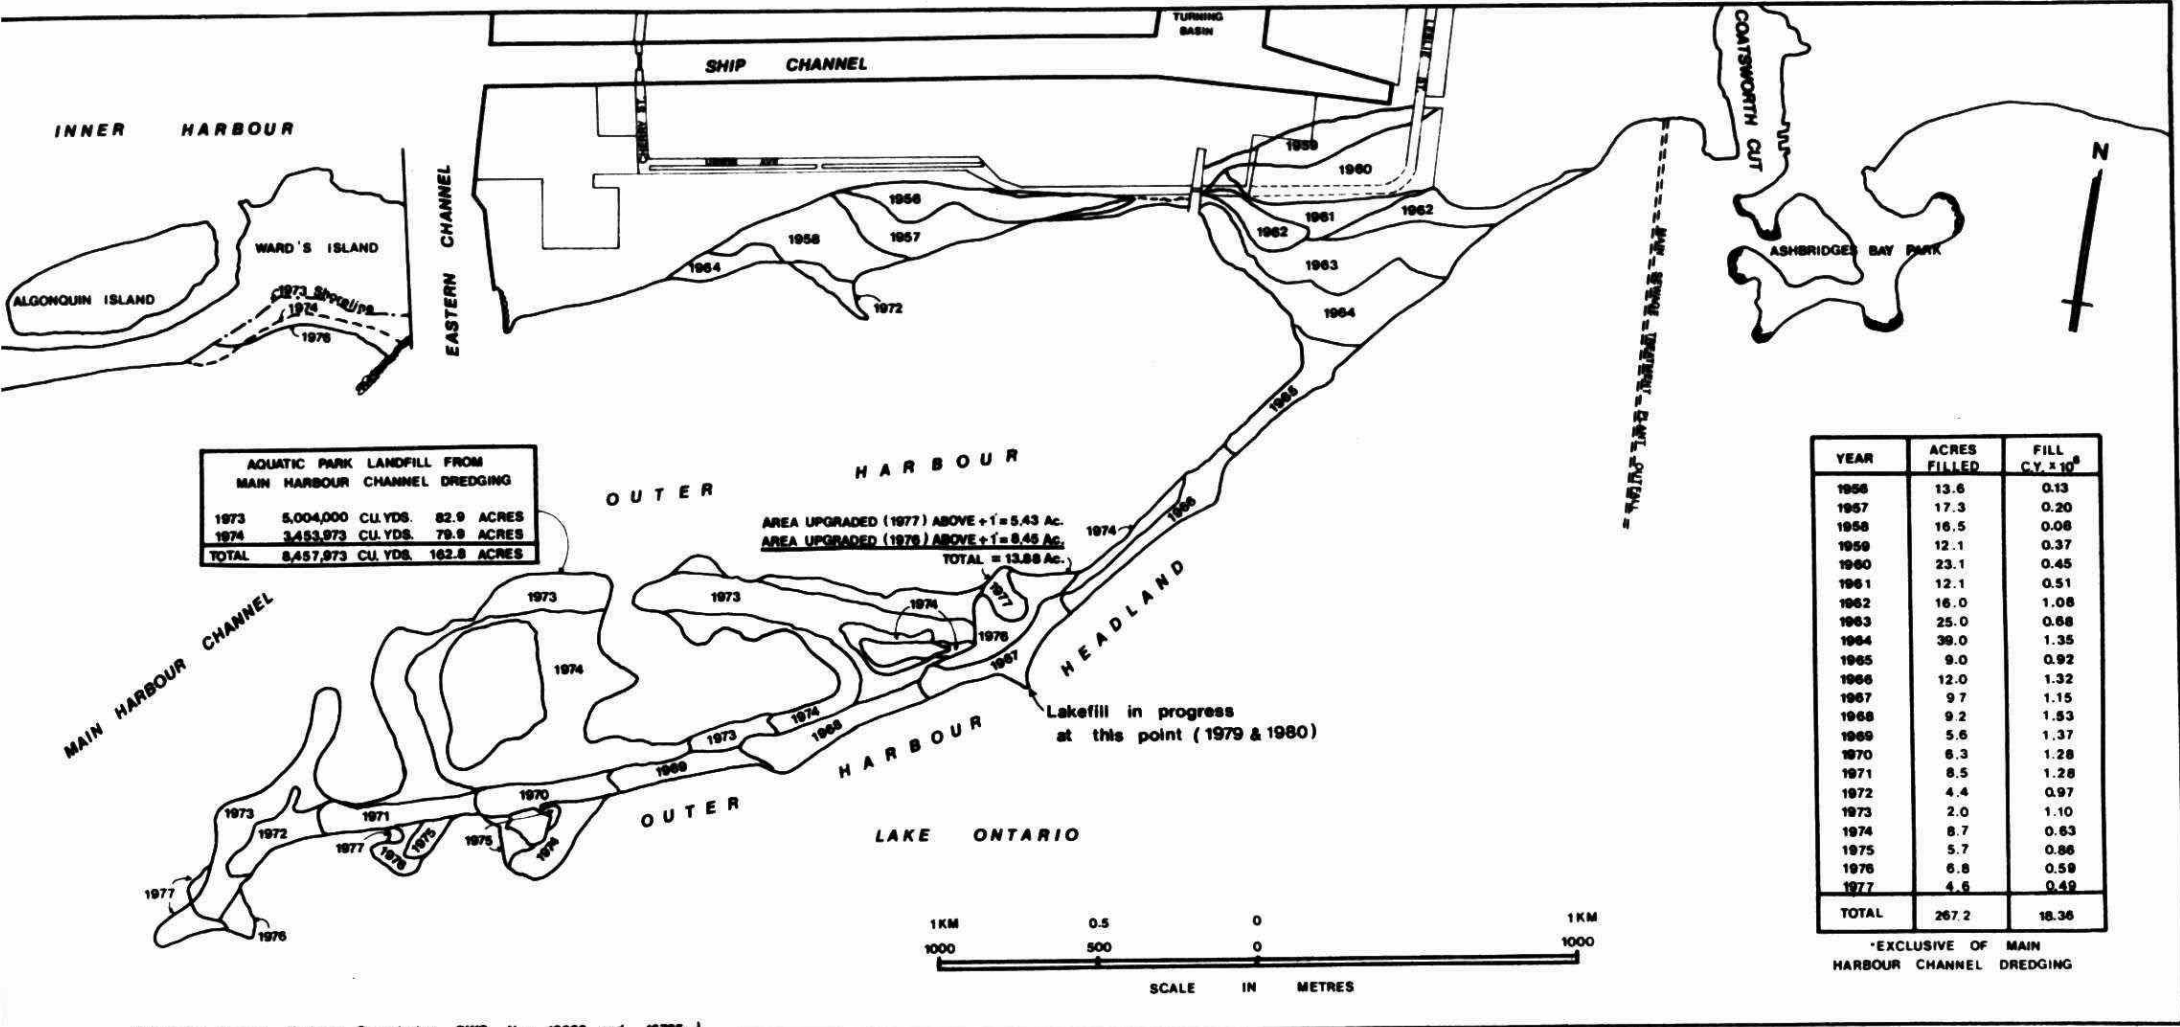 TURNING
BASIN
SHIP CHANNEL
INNER HARBOUR
CHERRY ST.
LESLIE ST.
UNWIN AVE
COATSWORTH CUT
N
EASTERN CHANNEL
WARD'S ISLAND
ALGONQUIN ISLAND
1973 Shoreline
1974
1976
1956
1957
1958
1964
1972
1959
1960
1961
1962
1962
1963
1964
1965
1966
1974
MAIN SEWAGE TREATMENT PLANT OUTFALL
ASHBRIDGES BAY PARK
AQUATIC PARK LANDFILL FROM
MAIN HARBOUR CHANNEL DREDGING
1973 5,004,000 CU. YDS. 82.9 ACRES
1974 3,453,973 CU. YDS. 79.9 ACRES
TOTAL 8,457,973 CU. YDS. 162.8 ACRES
OUTER HARBOUR
AREA UPGRADED (1977) ABOVE +1' = 5.43 Ac.
AREA UPGRADED (1976) ABOVE +1' = 8.45 Ac.
TOTAL = 13.88 Ac.
MAIN HARBOUR CHANNEL
1973
1973
1974
1977
1976
1967
1974
1974
1968
1973
1969
1970
1971
1973
1972
1977
1976
1975
1975
1974
1977
1976
OUTER HARBOUR HEADLAND
Lakefill in progress
at this point (1979 & 1980)
LAKE ONTARIO
YEAR ACRES FILLED FILL C.Y. x 10⁶
1956 13.6 0.13
1957 17.3 0.20
1958 16.5 0.08
1959 12.1 0.37
1960 23.1 0.45
1961 12.1 0.51
1962 16.0 1.08
1963 25.0 0.68
1964 39.0 1.35
1965 9.0 0.92
1966 12.0 1.32
1967 9.7 1.15
1968 9.2 1.53
1969 5.6 1.37
1970 6.3 1.28
1971 8.5 1.28
1972 4.4 0.97
1973 2.0 1.10
1974 8.7 0.63
1975 5.7 0.86
1976 6.8 0.59
1977 4.6 0.49
TOTAL 267.2 18.36
*EXCLUSIVE OF MAIN
HARBOUR CHANNEL DREDGING
1KM 0.5 0 1KM
1000 500 0 1000
SCALE IN METRES